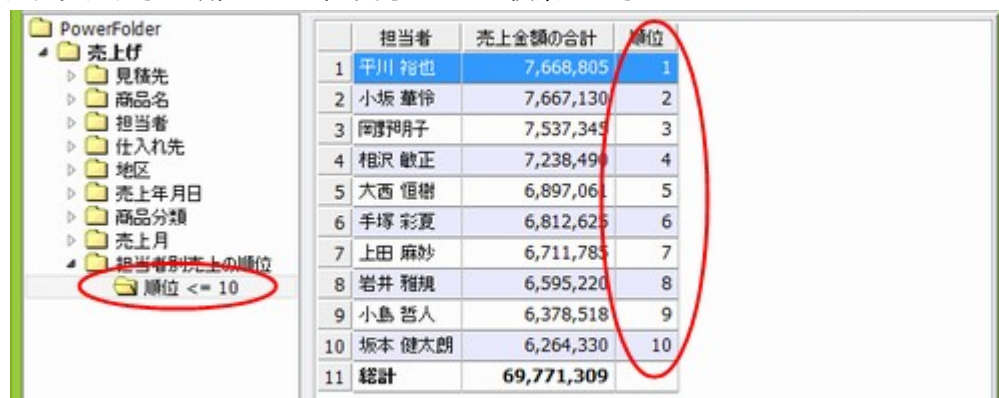 PowerFolder
売上げ
見積先
商品名
担当者
仕入れ先
地区
売上年月日
商品分類
売上月
担当者別売上の順位
順位 <= 10
担当者 売上金額の合計 順位
1 平川 裕也 7,668,805 1
2 小坂 華怜 7,667,130 2
3 岡野明子 7,537,345 3
4 相沢 敏正 7,238,490 4
5 大西 恒樹 6,897,061 5
6 手塚 彩夏 6,812,625 6
7 上田 麻妙 6,711,785 7
8 岩井 雅規 6,595,220 8
9 小島 哲人 6,378,518 9
10 坂本 健太朗 6,264,330 10
11 総計 69,771,309